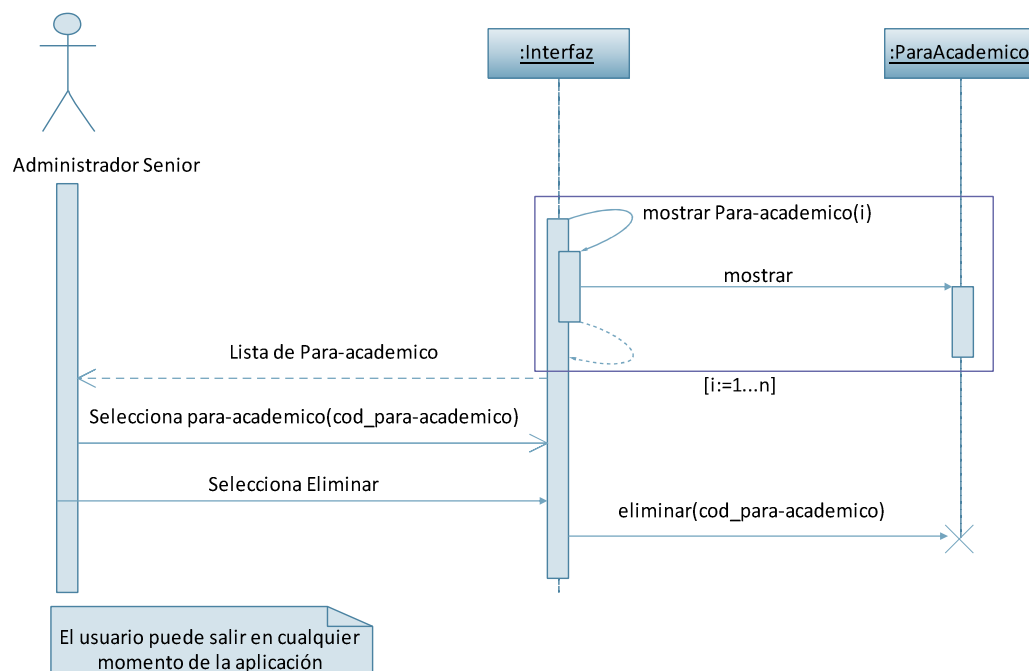 :Interfaz
:ParaAcademico
Administrador Senior
mostrar Para-academico(i)
mostrar
Lista de Para-academico
[i:=1...n]
Selecciona para-academico(cod_para-academico)
Selecciona Eliminar
eliminar(cod_para-academico)
El usuario puede salir en cualquier
momento de la aplicación